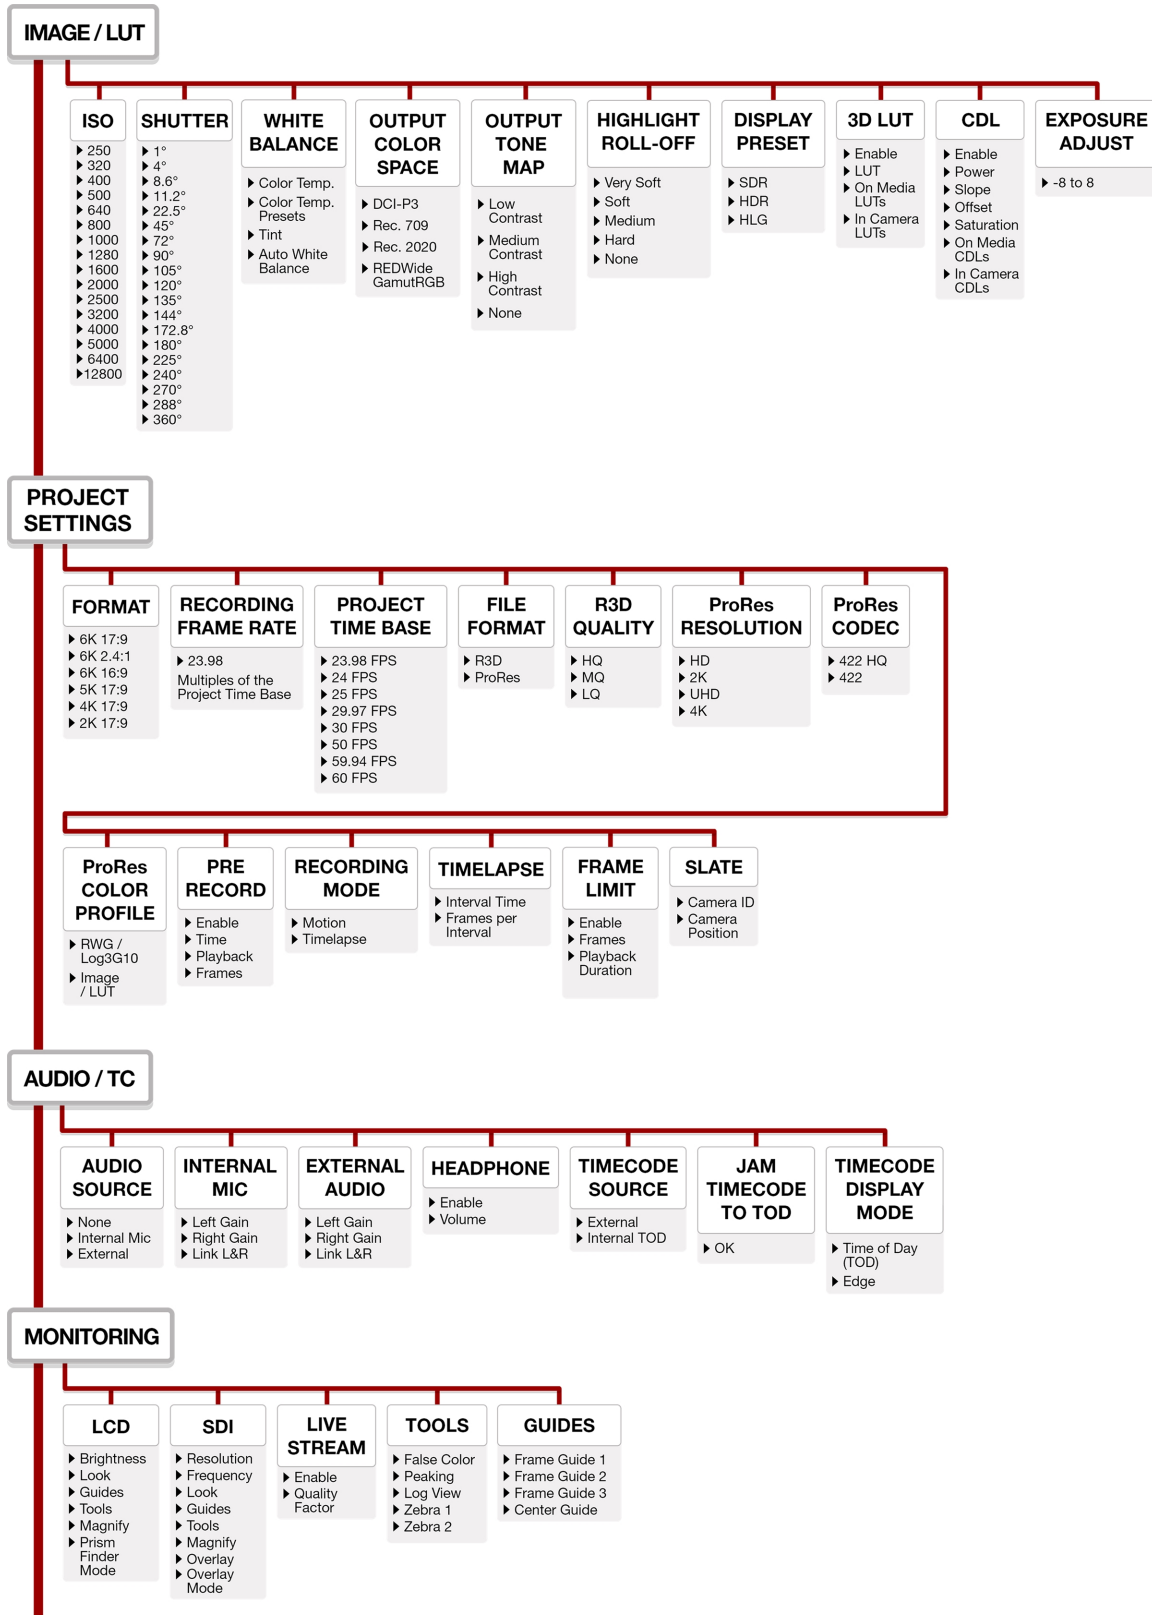 IMAGE / LUT
ISO
250
320
400
500
640
800
1000
1280
1600
2000
2500
3200
4000
5000
6400
12800
SHUTTER
1°
4°
8.6°
11.2°
22.5°
45°
72°
90°
105°
120°
135°
144°
172.8°
180°
225°
240°
270°
288°
360°
WHITE
BALANCE
Color Temp.
Color Temp.
Presets
Tint
Auto White
Balance
OUTPUT
COLOR
SPACE
DCI-P3
Rec. 709
Rec. 2020
REDWide
GamutRGB
OUTPUT
TONE
MAP
Low
Contrast
Medium
Contrast
High
Contrast
None
HIGHLIGHT
ROLL-OFF
Very Soft
Soft
Medium
Hard
None
DISPLAY
PRESET
SDR
HDR
HLG
3D LUT
Enable
LUT
On Media
LUTs
In Camera
LUTs
CDL
Enable
Power
Slope
Offset
Saturation
On Media
CDLs
In Camera
CDLs
EXPOSURE
ADJUST
-8 to 8
PROJECT
SETTINGS
FORMAT
6K 17:9
6K 2.4:1
6K 16:9
5K 17:9
4K 17:9
2K 17:9
RECORDING
FRAME RATE
23.98
Multiples of the
Project Time Base
PROJECT
TIME BASE
23.98 FPS
24 FPS
25 FPS
29.97 FPS
30 FPS
50 FPS
59.94 FPS
60 FPS
FILE
FORMAT
R3D
ProRes
R3D
QUALITY
HQ
MQ
LQ
ProRes
RESOLUTION
HD
2K
UHD
4K
ProRes
CODEC
422 HQ
422
ProRes
COLOR
PROFILE
RWG /
Log3G10
Image
/ LUT
PRE
RECORD
Enable
Time
Playback
Frames
RECORDING
MODE
Motion
Timelapse
TIMELAPSE
Interval Time
Frames per
Interval
FRAME
LIMIT
Enable
Frames
Playback
Duration
SLATE
Camera ID
Camera
Position
AUDIO / TC
AUDIO
SOURCE
None
Internal Mic
External
INTERNAL
MIC
Left Gain
Right Gain
Link L&R
EXTERNAL
AUDIO
Left Gain
Right Gain
Link L&R
HEADPHONE
Enable
Volume
TIMECODE
SOURCE
External
Internal TOD
JAM
TIMECODE
TO TOD
OK
TIMECODE
DISPLAY
MODE
Time of Day
(TOD)
Edge
MONITORING
LCD
Brightness
Look
Guides
Tools
Magnify
Prism
Finder
Mode
SDI
Resolution
Frequency
Look
Guides
Tools
Magnify
Overlay
Overlay
Mode
LIVE
STREAM
Enable
Quality
Factor
TOOLS
False Color
Peaking
Log View
Zebra 1
Zebra 2
GUIDES
Frame Guide 1
Frame Guide 2
Frame Guide 3
Center Guide